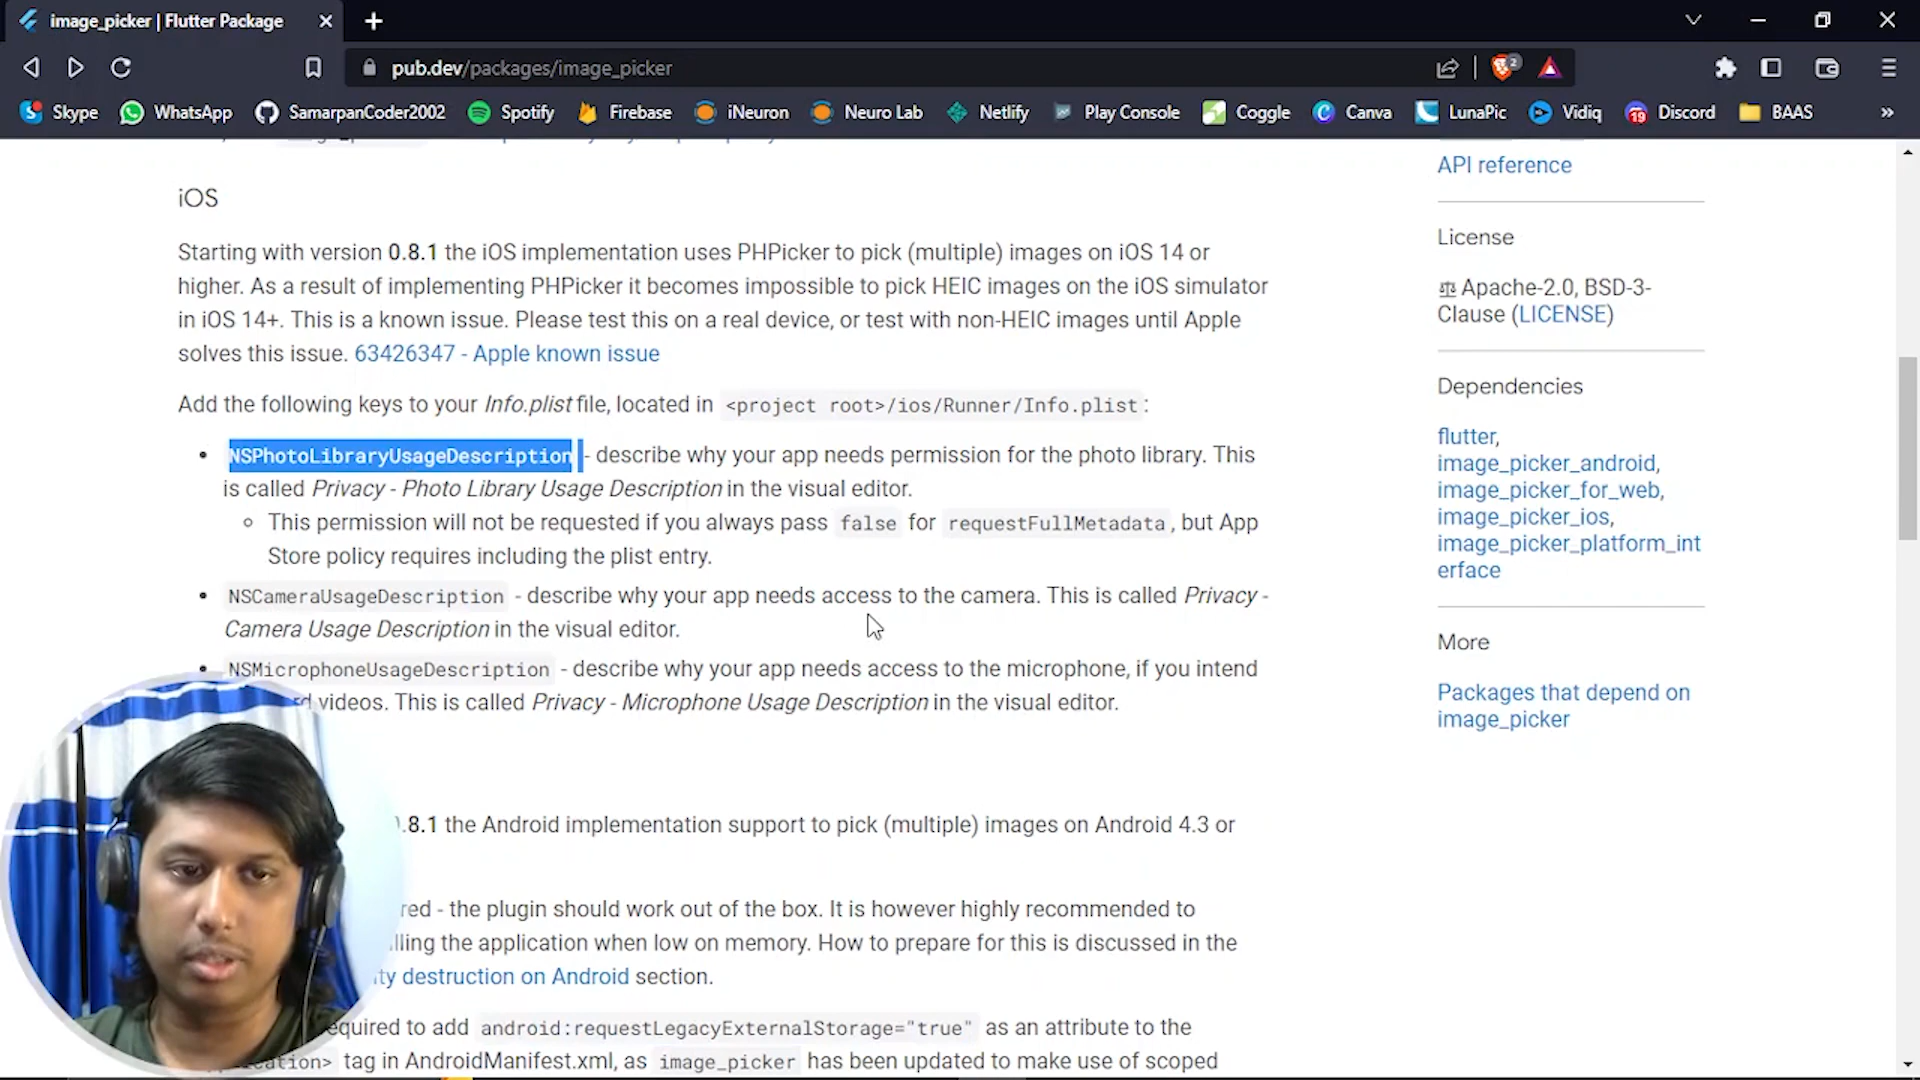 image_picker | Flutter Package
pub.dev/packages/image_picker
2
Skype WhatsApp SamarpanCoder2002 Spotify Firebase iNeuron Neuro Lab Netlify Play Console Coggle Canva LunaPic Vidiq 19 Discord BAAS »
iOS
Starting with version 0.8.1 the iOS implementation uses PHPicker to pick (multiple) images on iOS 14 or
higher. As a result of implementing PHPicker it becomes impossible to pick HEIC images on the iOS simulator
in iOS 14+. This is a known issue. Please test this on a real device, or test with non-HEIC images until Apple
solves this issue. 63426347 - Apple known issue
Add the following keys to your Info.plist file, located in <project root>/ios/Runner/Info.plist:
• NSPhotoLibraryUsageDescription - describe why your app needs permission for the photo library. This
is called Privacy - Photo Library Usage Description in the visual editor.
◦ This permission will not be requested if you always pass false for requestFullMetadata, but App
Store policy requires including the plist entry.
• NSCameraUsageDescription - describe why your app needs access to the camera. This is called Privacy -
Camera Usage Description in the visual editor.
• NSMicrophoneUsageDescription - describe why your app needs access to the microphone, if you intend
videos. This is called Privacy - Microphone Usage Description in the visual editor.
.8.1 the Android implementation support to pick (multiple) images on Android 4.3 or
red - the plugin should work out of the box. It is however highly recommended to
lling the application when low on memory. How to prepare for this is discussed in the
ity destruction on Android section.
equired to add android:requestLegacyExternalStorage="true" as an attribute to the
tion> tag in AndroidManifest.xml, as image_picker has been updated to make use of scoped
API reference
License
Apache-2.0, BSD-3-
Clause (LICENSE)
Dependencies
flutter,
image_picker_android,
image_picker_for_web,
image_picker_ios,
image_picker_platform_int
erface
More
Packages that depend on
image_picker